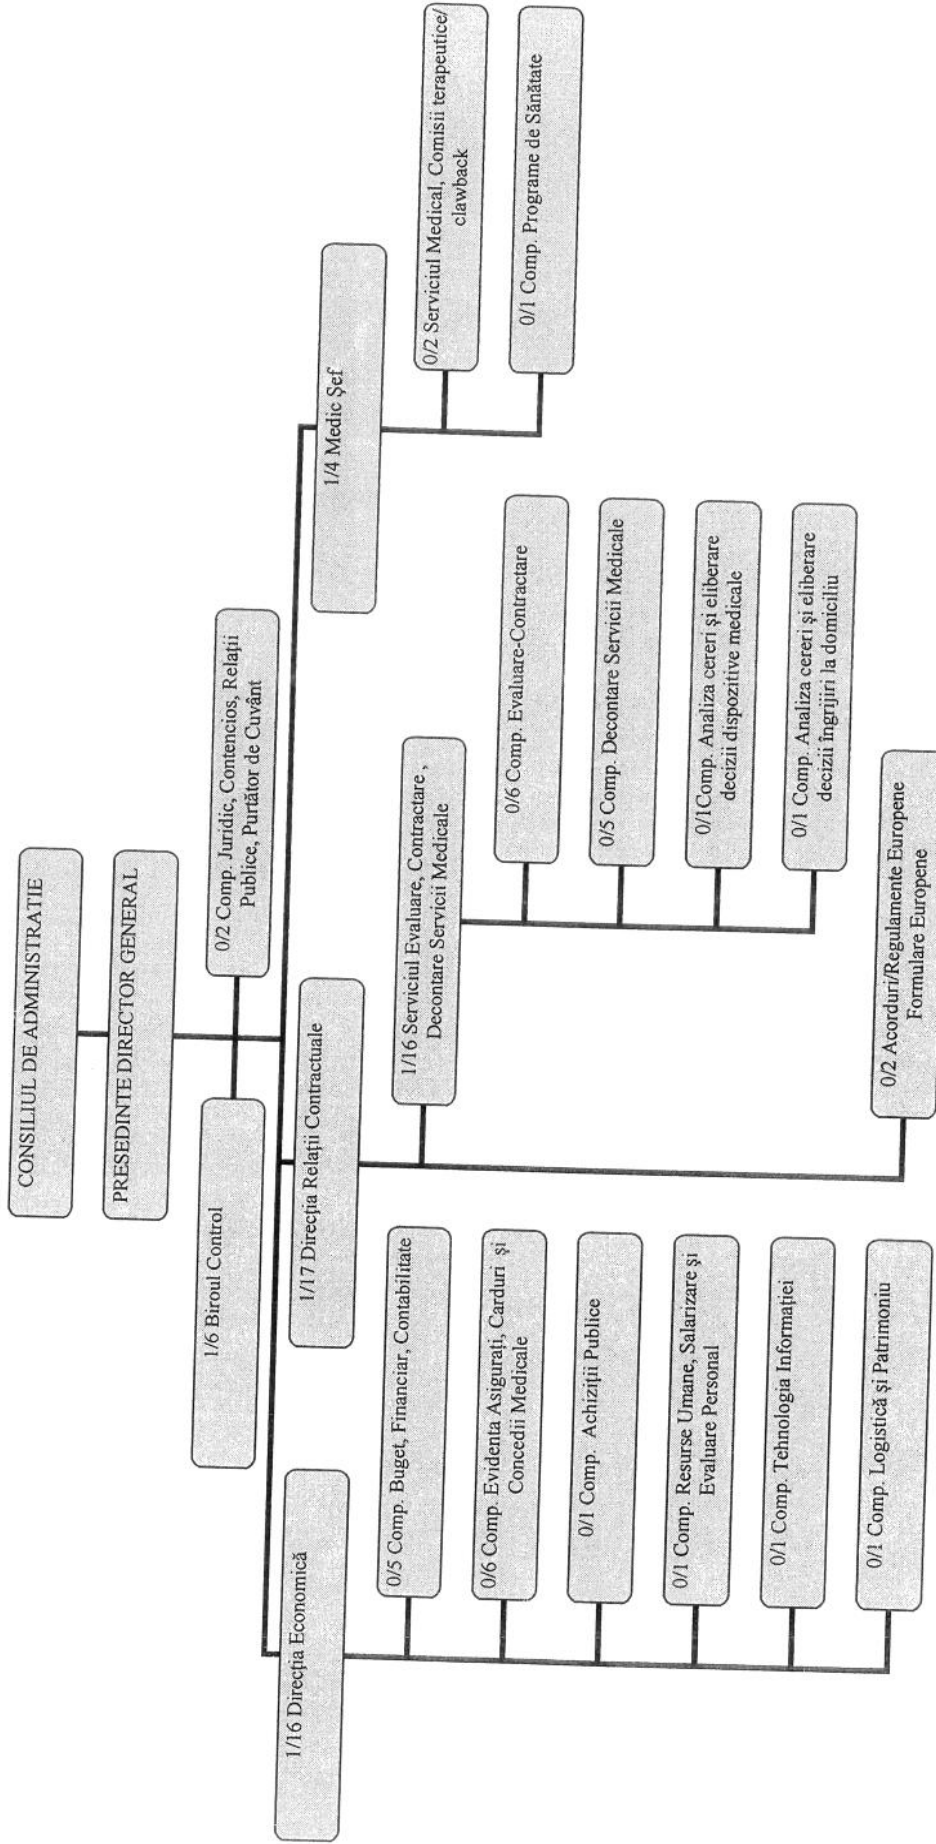 CONSILIUL DE ADMINISTRATIE
PRESEDINTE DIRECTOR GENERAL
1/6 Biroul Control
0/2 Comp. Juridic, Contencios, Relații
Publice, Purtător de Cuvânt
1/16 Direcția Economică
0/5 Comp. Buget, Financiar, Contabilitate
0/6 Comp. Evidenta Asigurați, Carduri și
Concedii Medicale
0/1 Comp. Achiziții Publice
0/1 Comp. Resurse Umane, Salarizare și
Evaluare Personal
0/1 Comp. Tehnologia Informației
0/1 Comp. Logistică și Patrimoniu
1/17 Direcția Relații Contractuale
1/16 Serviciul Evaluare, Contractare ,
Decontare Servicii Medicale
0/6 Comp. Evaluare-Contractare
0/5 Comp. Decontare Servicii Medicale
0/1Comp. Analiza cereri și eliberare
decizii dispozitive medicale
0/1 Comp. Analiza cereri și eliberare
decizii îngrijiri la domiciliu
0/2 Acorduri/Regulamente Europene
Formulare Europene
1/4 Medic Șef
0/2 Serviciul Medical, Comisii terapeutice/
clawback
0/1 Comp. Programe de Sănătate